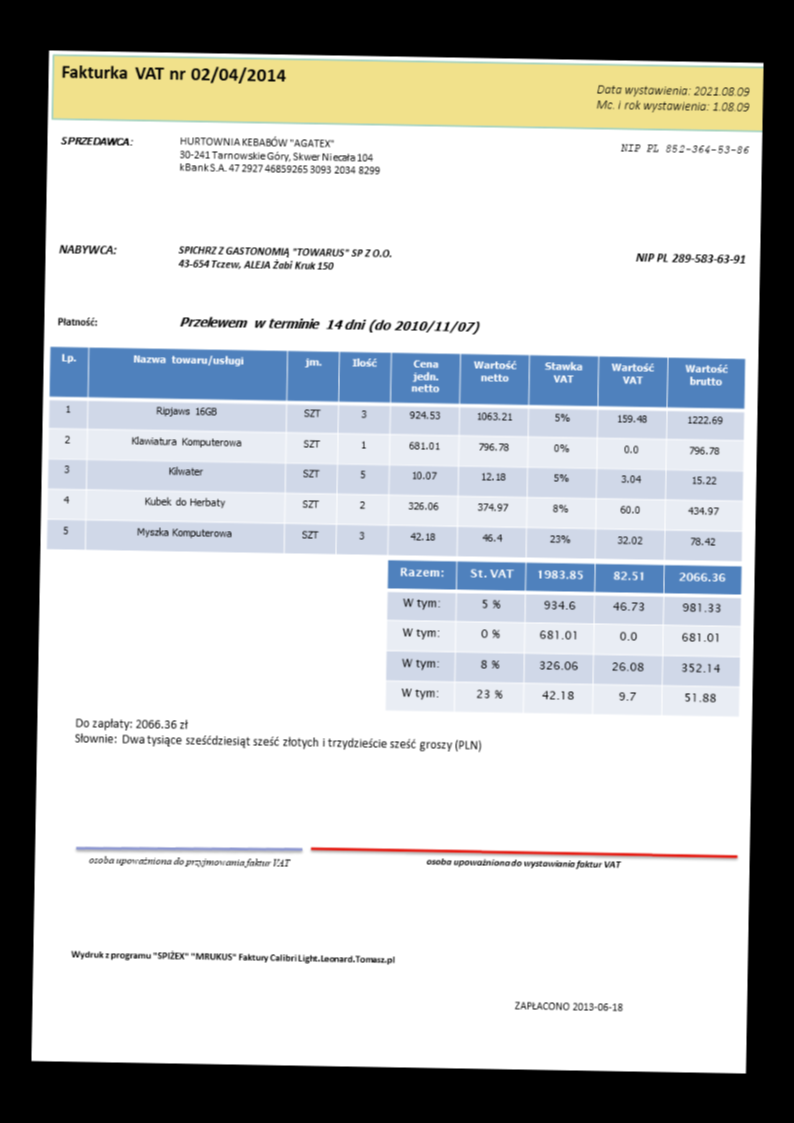 Fakturka VAT nr 02/04/2014
Data wystawienia: 2021.08.09
Mc. i rok wystawienia: 1.08.09
SPRZEDAWCA:
HURTOWNIA KEBABÓW "AGATEX"
30-241 Tarnowskie Góry, Skwer Niecała 104
kBank S.A. 47 2927 46859265 3093 2034 8299
NIP PL 852-364-53-86
NABYWCA:
SPICHRZ Z GASTONOMIĄ "TOWARUS" SP Z O.O.
43-654 Tczew, ALEJA Żabi Kruk 150
NIP PL 289-583-63-91
Płatność: Przelewem w terminie 14 dni (do 2010/11/07)
Lp. Nazwa towaru/usługi jm. Ilość Cena jedn. netto Wartość netto Stawka VAT Wartość VAT Wartość brutto
1 Ripjaws 16GB SZT 3 924.53 1063.21 5% 159.48 1222.69
2 Klawiatura Komputerowa SZT 1 681.01 796.78 0% 0.0 796.78
3 Kilwater SZT 5 10.07 12.18 5% 3.04 15.22
4 Kubek do Herbaty SZT 2 326.06 374.97 8% 60.0 434.97
5 Myszka Komputerowa SZT 3 42.18 46.4 23% 32.02 78.42
Razem: St. VAT 1983.85 82.51 2066.36
W tym: 5 % 934.6 46.73 981.33
W tym: 0 % 681.01 0.0 681.01
W tym: 8 % 326.06 26.08 352.14
W tym: 23 % 42.18 9.7 51.88
Do zapłaty: 2066.36 zł
Słownie: Dwa tysiące sześćdziesiąt sześć złotych i trzydzieście sześć groszy (PLN)
osoba upoważniona do przyjmowania faktur VAT
osoba upoważniona do wystawiania faktur VAT
Wydruk z programu "SPIŻEX" "MRUKUS" Faktury Calibri Light.Leonard.Tomasz.pl
ZAPŁACONO 2013-06-18